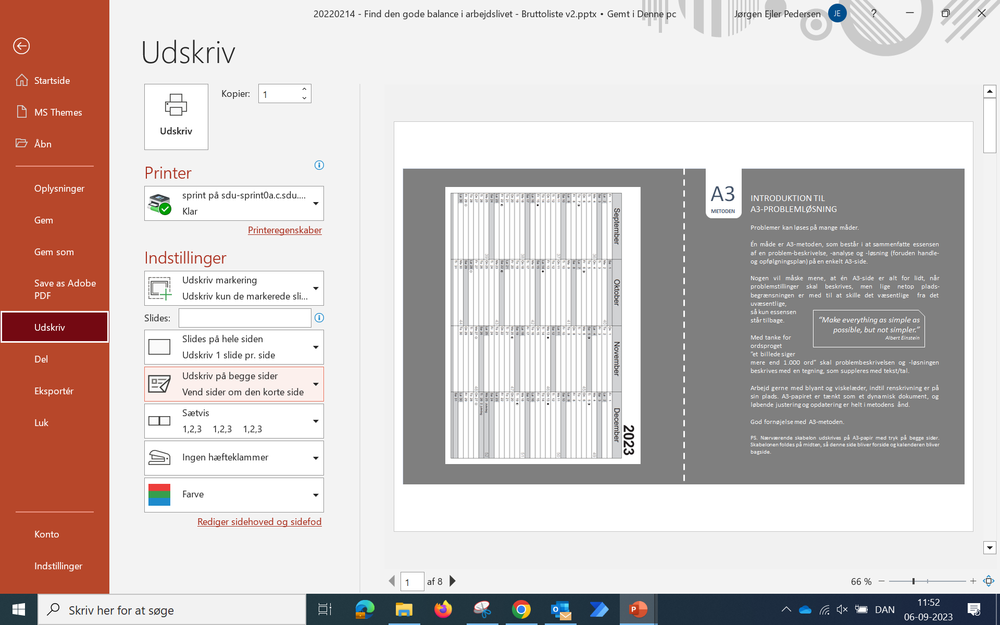 20220214 - Find den gode balance i arbejdslivet - Bruttoliste v2.pptx • Gemt i Denne pc
Jørgen Ejler Pedersen
JE
?
Startside
MS Themes
Åbn
Oplysninger
Gem
Gem som
Save as Adobe
PDF
Udskriv
Del
Eksportér
Luk
Konto
Indstillinger
Udskriv
Udskriv
Kopier:
1
Printer
sprint på sdu-sprint0a.c.sdu....
Klar
Printeregenskaber
Indstillinger
Udskriv markering
Udskriv kun de markerede sli...
Slides:
Slides på hele siden
Udskriv 1 slide pr. side
Udskriv på begge sider
Vend sider om den korte side
Sætvis
1,2,3 1,2,3 1,2,3
Ingen hæfteklammer
Farve
Rediger sidehoved og sidefod
2023
September
Oktober
November
December
A3
METODEN
INTRODUKTION TIL
A3-PROBLEMLØSNING
Problemer kan løses på mange måder.
Én måde er A3-metoden, som består i at sammenfatte essensen
af en problem-beskrivelse, -analyse og -løsning (foruden handle-
og opfølgningsplan) på en enkelt A3-side.
Nogen vil måske mene, at én A3-side er alt for lidt, når
problemstillinger skal beskrives, men lige netop plads-
begrænsningen er med til at skille det væsentlige fra det
uvæsentlige,
så kun essensen
står tilbage.
“Make everything as simple as
possible, but not simpler.”
Albert Einstein
Med tanke for
ordsproget
”et billede siger
mere end 1.000 ord” skal problembeskrivelsen og -løsningen
beskrives med en tegning, som suppleres med tekst/tal.
Arbejd gerne med blyant og viskelæder, indtil renskrivning er på
sin plads. A3-papiret er tænkt som et dynamisk dokument, og
løbende justering og opdatering er helt i metodens ånd.
God fornøjelse med A3-metoden.
PS. Nærværende skabelon udskrives på A3-papir med tryk på begge sider.
Skabelonen foldes på midten, så denne side bliver forside og kalenderen bliver
bagside.
1 af 8
66 %
Skriv her for at søge
DAN
11:52
06-09-2023